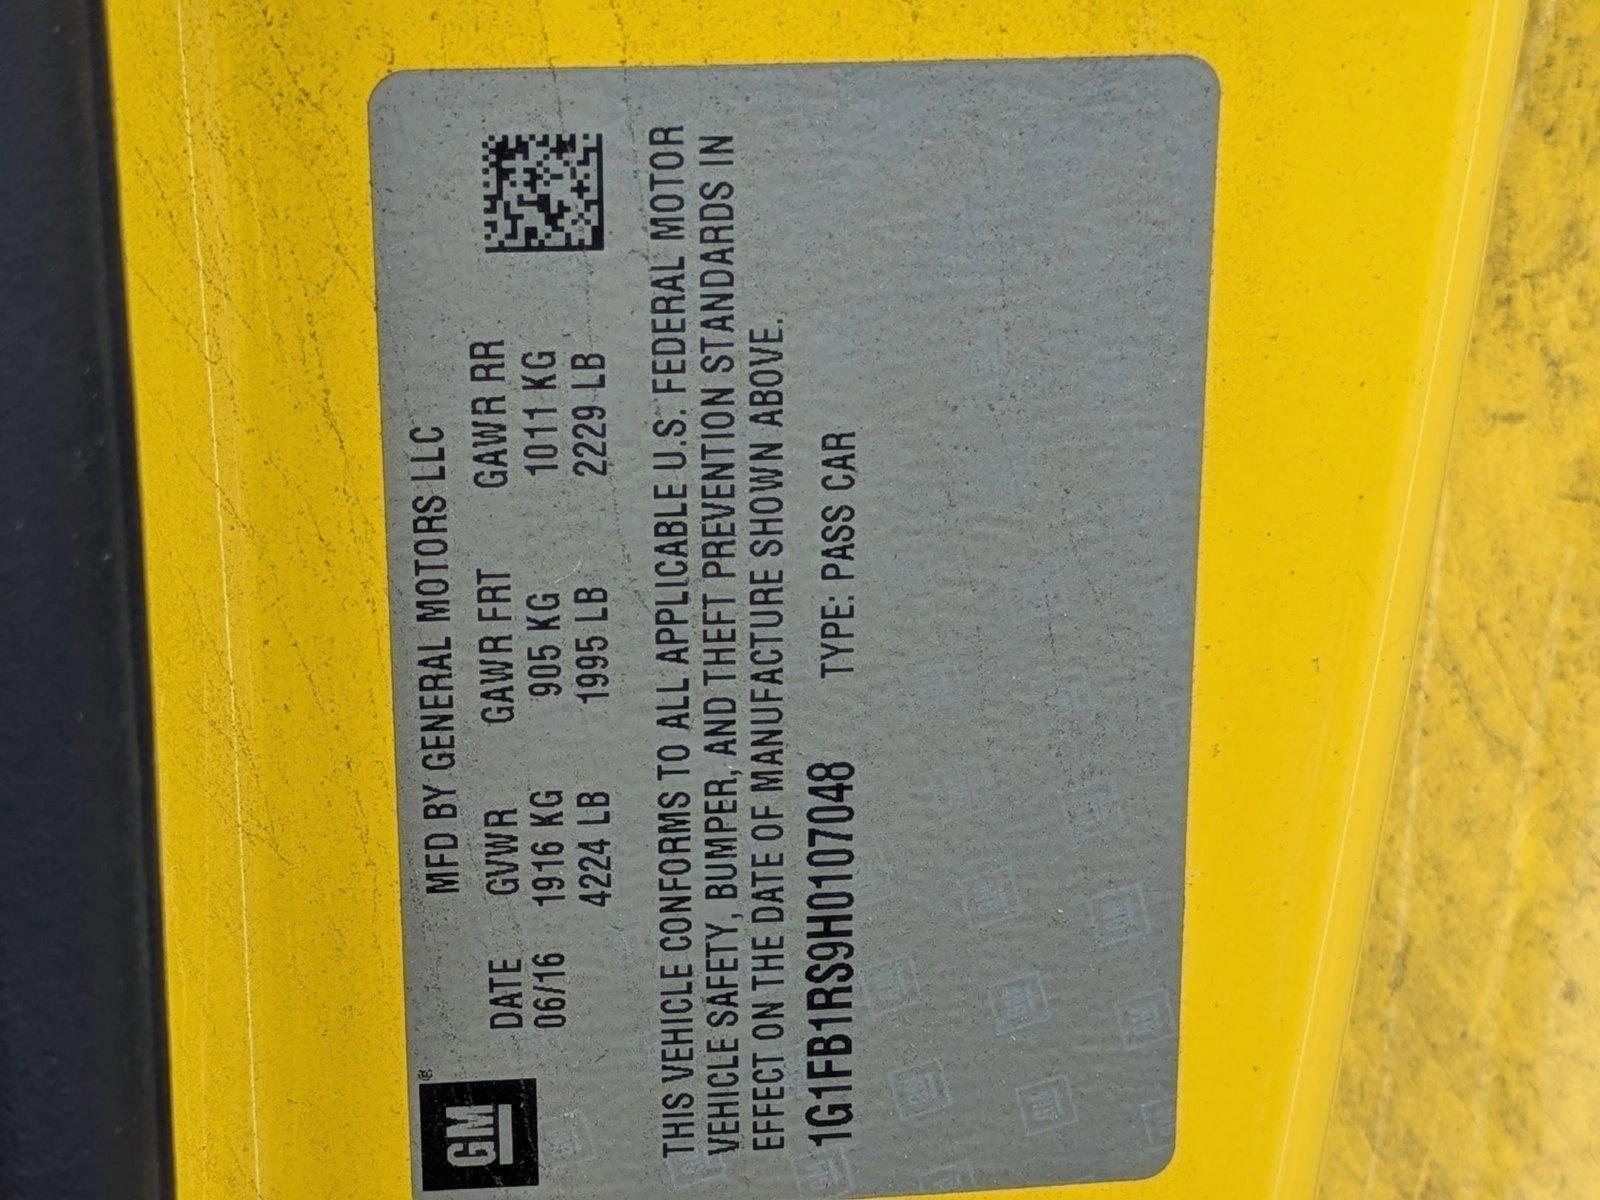 GM®
MFD BY GENERAL MOTORS LLC
DATE GVWR GAWR FRT GAWR RR
06/16 1916 KG 905 KG 1011 KG
4224 LB 1995 LB 2229 LB
THIS VEHICLE CONFORMS TO ALL APPLICABLE U.S. FEDERAL MOTOR
VEHICLE SAFETY, BUMPER, AND THEFT PREVENTION STANDARDS IN
EFFECT ON THE DATE OF MANUFACTURE SHOWN ABOVE.
1G1FB1RS9H0107048 TYPE: PASS CAR